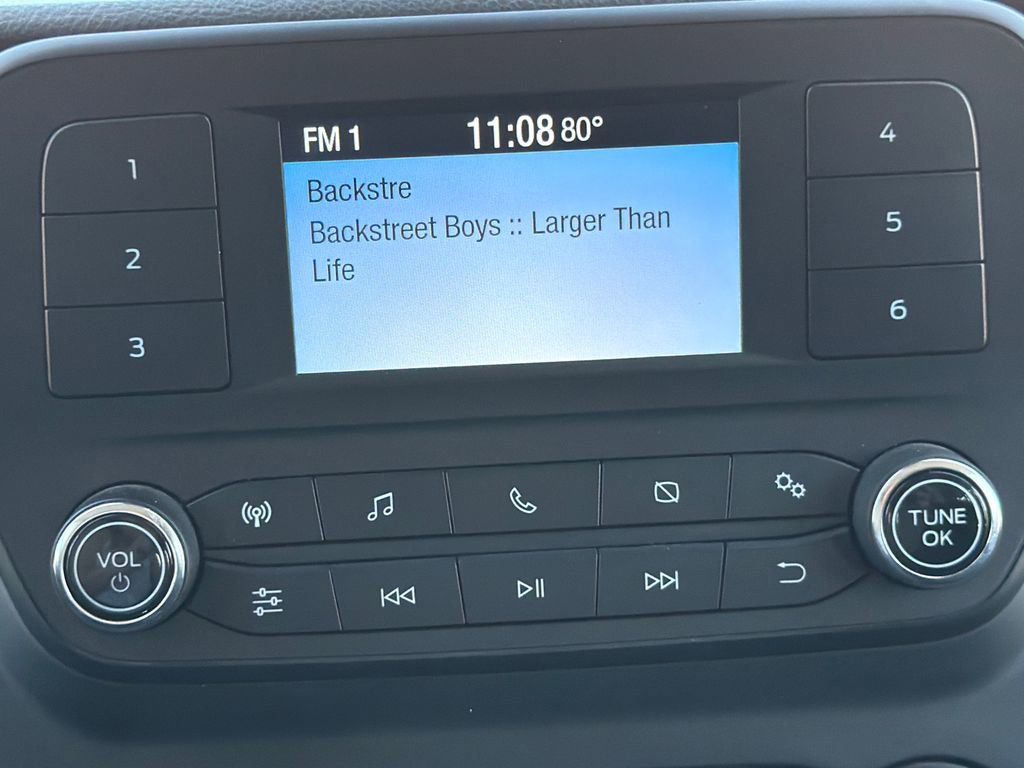 FM 1 11:08 80°
Backstre
Backstreet Boys :: Larger Than
Life
1
2
3
4
5
6
VOL
TUNE
OK